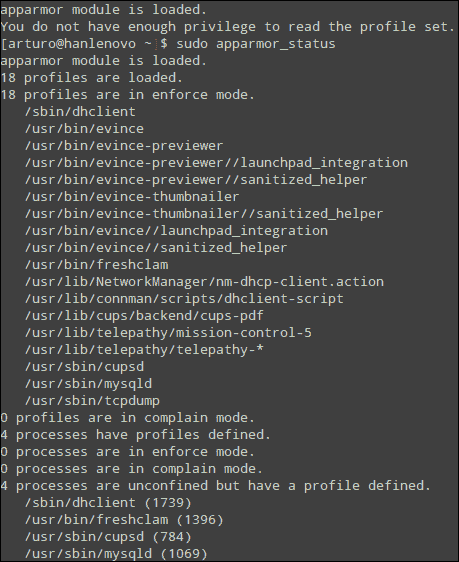 apparmor module is loaded.
You do not have enough privilege to read the profile set.
[arturo@hanlenovo ~]$ sudo apparmor_status
apparmor module is loaded.
18 profiles are loaded.
18 profiles are in enforce mode.
/sbin/dhclient
/usr/bin/evince
/usr/bin/evince-previewer
/usr/bin/evince-previewer//launchpad_integration
/usr/bin/evince-previewer//sanitized_helper
/usr/bin/evince-thumbnailer
/usr/bin/evince-thumbnailer//sanitized_helper
/usr/bin/evince//launchpad_integration
/usr/bin/evince//sanitized_helper
/usr/bin/freshclam
/usr/lib/NetworkManager/nm-dhcp-client.action
/usr/lib/connman/scripts/dhclient-script
/usr/lib/cups/backend/cups-pdf
/usr/lib/telepathy/mission-control-5
/usr/lib/telepathy/telepathy-*
/usr/sbin/cupsd
/usr/sbin/mysqld
/usr/sbin/tcpdump
0 profiles are in complain mode.
4 processes have profiles defined.
0 processes are in enforce mode.
0 processes are in complain mode.
4 processes are unconfined but have a profile defined.
/sbin/dhclient (1739)
/usr/bin/freshclam (1396)
/usr/sbin/cupsd (784)
/usr/sbin/mysqld (1069)